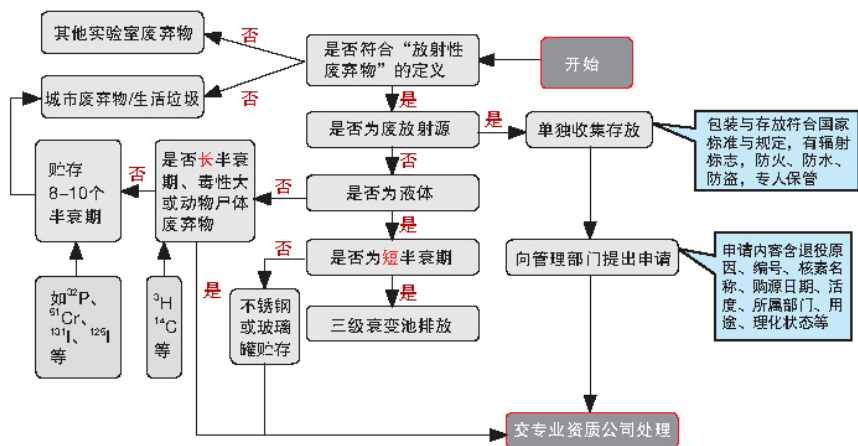 其他实验室废弃物
否
是否符合“放射性
废弃物”的定义
开始
城市废弃物/生活垃圾
否
是
是否为废放射源
是
单独收集存放
包装与存放符合国家
标准与规定，有辐射
标志，防火、防水、
防盗，专人保管
贮存
8-10个
半衰期
否
是否长半衰
期、毒性大
或动物尸体
废弃物
否
否
是否为液体
是
否
是否为短半衰期
向管理部门提出申请
申请内容含退役原
因、编号、核素名
称、购源日期、活
度、所属部门、用
途、理化状态等
如³²P、
⁵¹Cr、
¹³¹I、¹²⁵I
等
³H
¹⁴C
等
是
不锈钢
或玻璃
罐贮存
是
三级衰变池排放
交专业资质公司处理